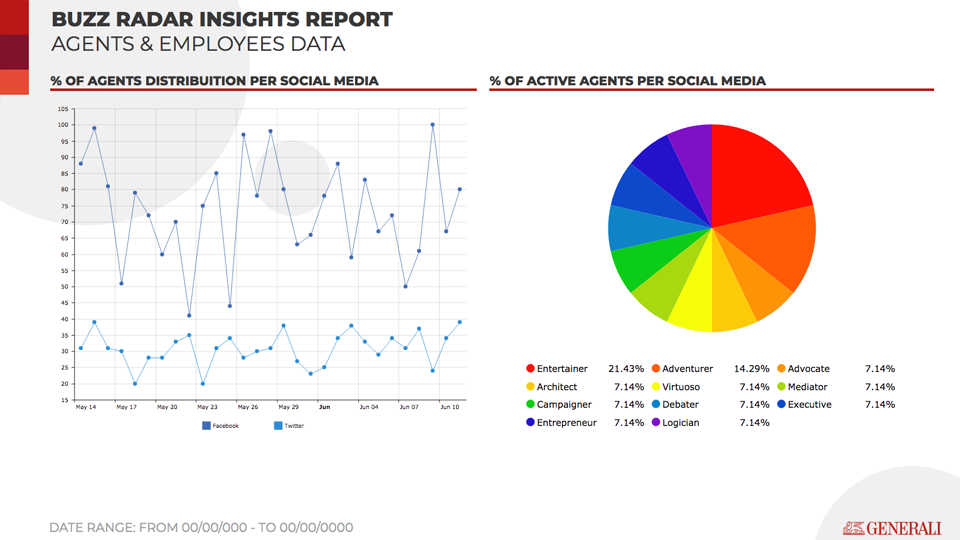 BUZZ RADAR INSIGHTS REPORT
AGENTS & EMPLOYEES DATA
% OF AGENTS DISTRIBUITION PER SOCIAL MEDIA
105
100
95
90
85
80
75
70
65
60
55
50
45
40
35
30
25
20
15
May 14 May 17 May 20 May 23 May 26 May 29 Jun Jun 04 Jun 07 Jun 10
Facebook Twitter
% OF ACTIVE AGENTS PER SOCIAL MEDIA
Entertainer 21.43% Adventurer 14.29% Advocate 7.14%
Architect 7.14% Virtuoso 7.14% Mediator 7.14%
Campaigner 7.14% Debater 7.14% Executive 7.14%
Entrepreneur 7.14% Logician 7.14%
DATE RANGE: FROM 00/00/000 - TO 00/00/0000
GENERALI